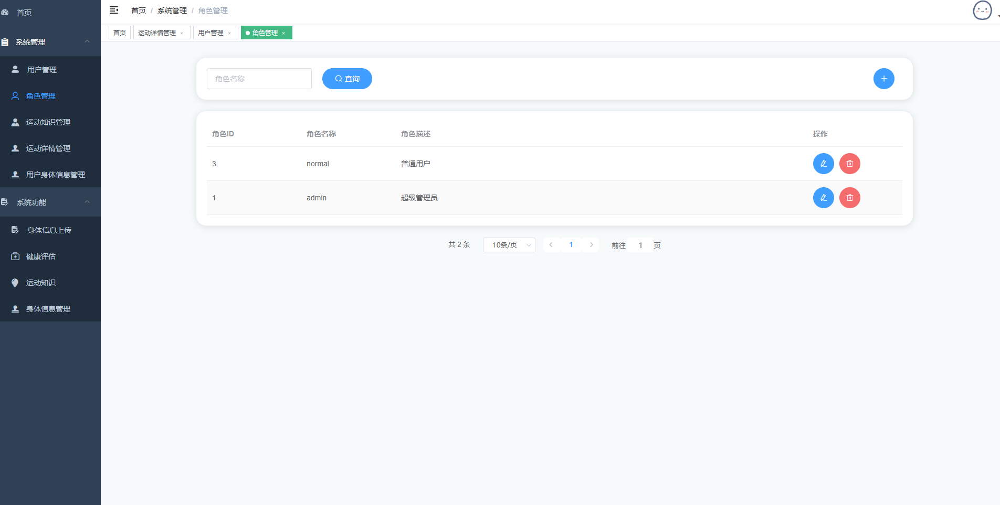 首页
系统管理
用户管理
角色管理
运动知识管理
运动详情管理
用户身体信息管理
系统功能
身体信息上传
健康评估
运动知识
身体信息管理
首页 / 系统管理 / 角色管理
首页 运动详情管理 × 用户管理 × 角色管理 ×
角色名称 查询
角色ID 角色名称 角色描述 操作
3 normal 普通用户
1 admin 超级管理员
共 2 条 10条/页 1 前往 1 页